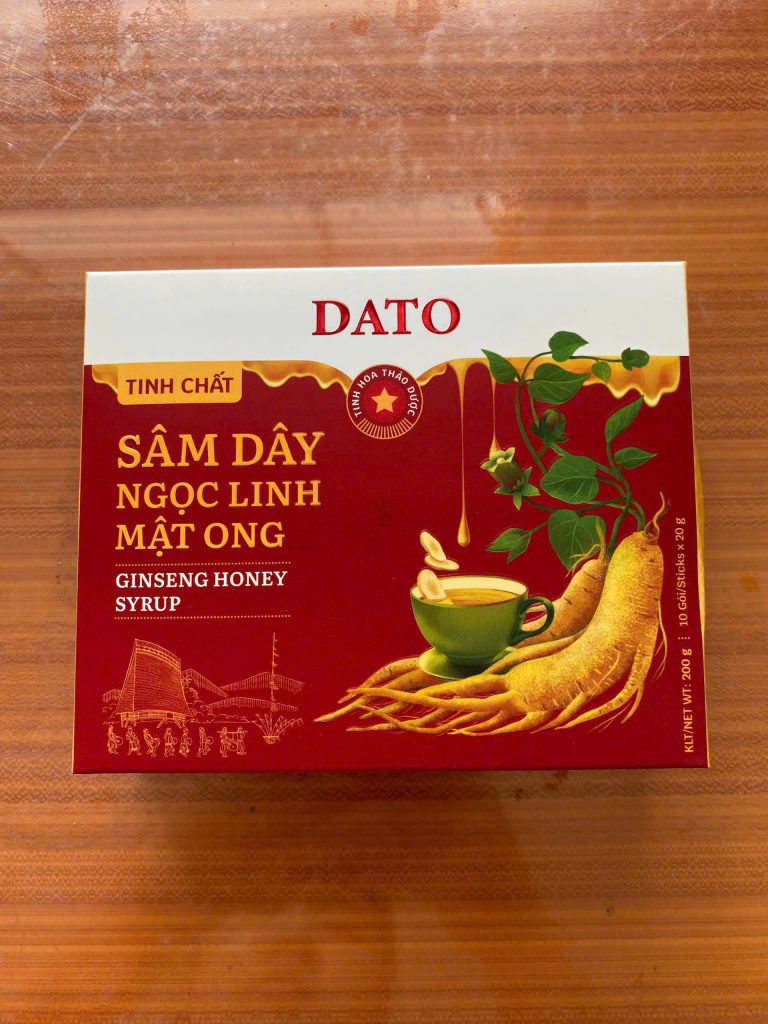 DATO
TINH CHẤT
TINH HOA THẢO DƯỢC
SÂM DÂY
NGỌC LINH
MẬT ONG
GINSENG HONEY
SYRUP
KLT/NET WT: 200 g ⋮ 10 Gói/Sticks x 20 g